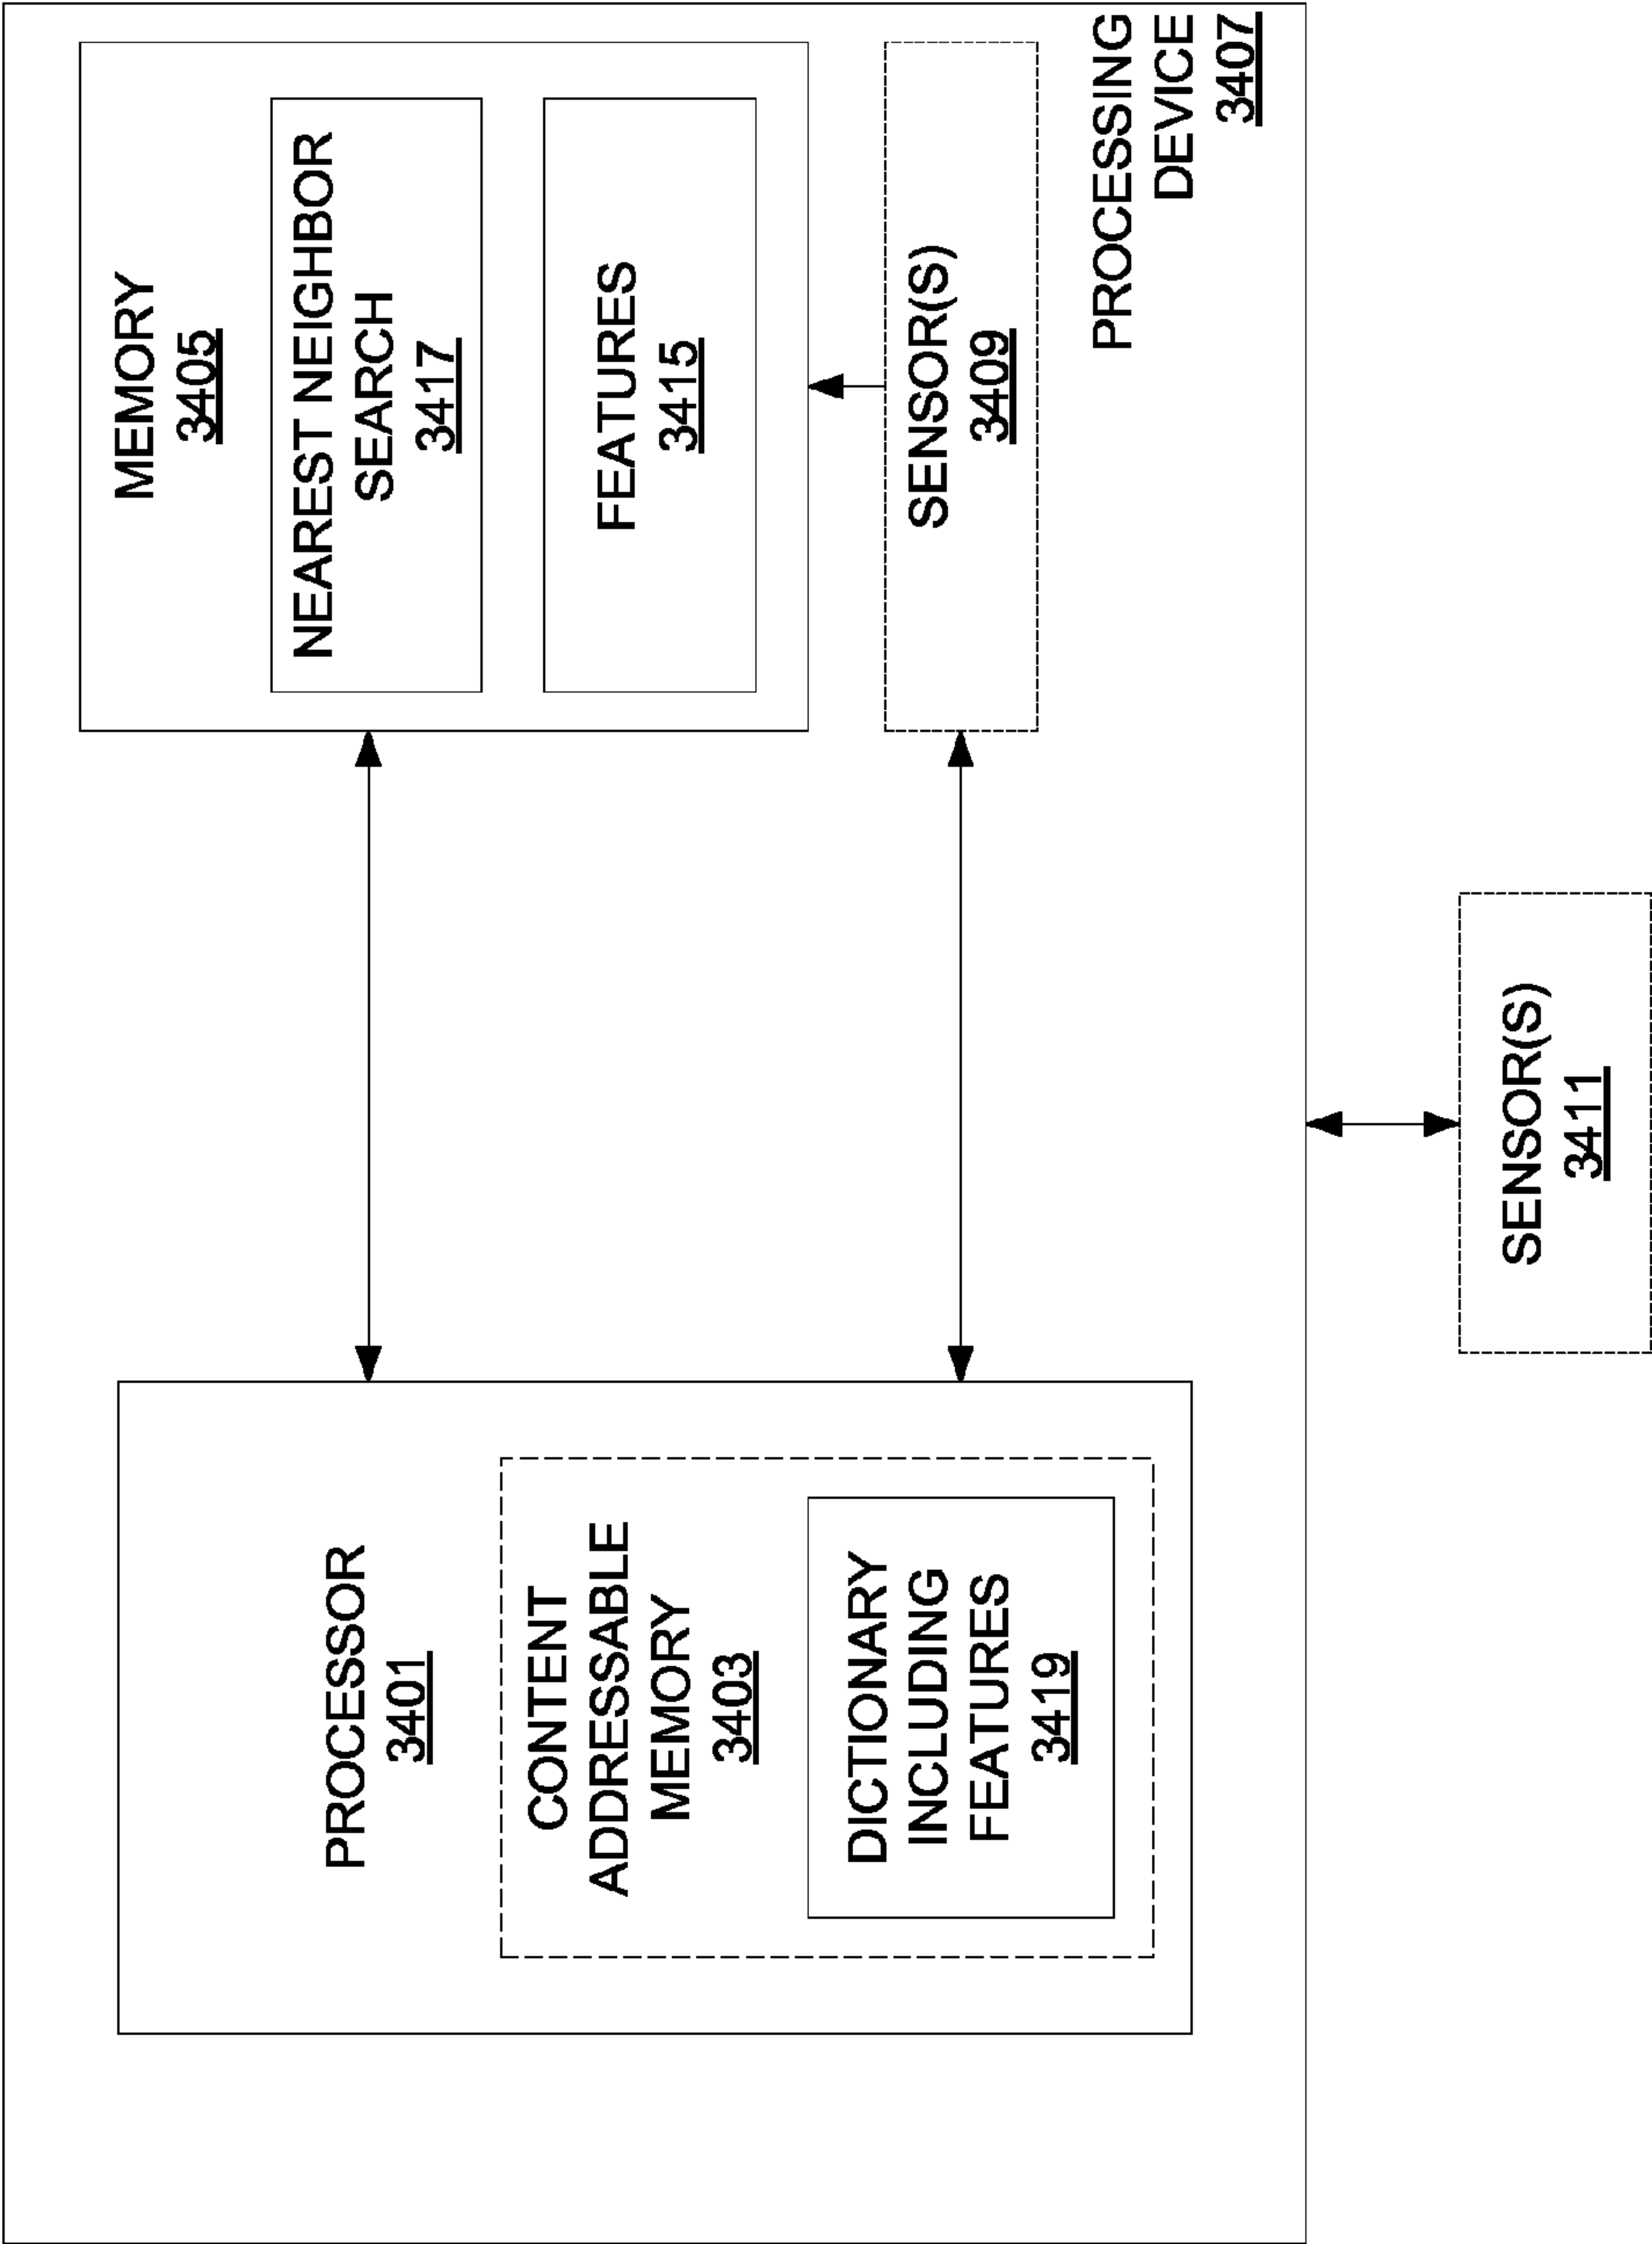 PROCESSOR
3401
CONTENT
ADDRESSABLE
MEMORY
3403
DICTIONARY
INCLUDING
FEATURES
3419
MEMORY
3405
NEAREST NEIGHBOR
SEARCH
3417
FEATURES
3415
SENSOR(S)
3409
PROCESSING
DEVICE
3407
SENSOR(S)
3411